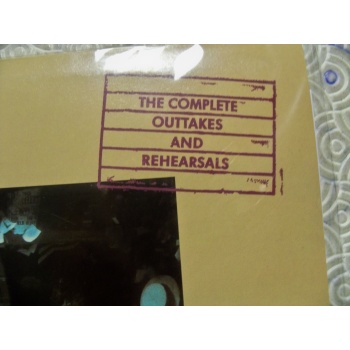 THE COMPLETE
OUTTAKES
AND
REHEARSALS